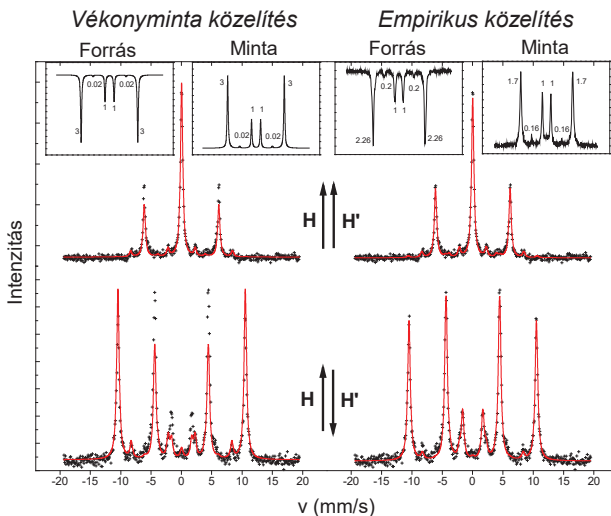 Vékonyminta közelítés
Empirikus közelítés
Forrás
Minta
Forrás
Minta
0.02
0.02
3
1
1
3
3
1
1
3
0.02
0.02
0.2
0.2
2.26
1
1
2.26
1.7
1
1
1.7
0.16
0.16
Intenzitás
H
H'
H
H'
-20 -15 -10 -5 0 5 10 15 20
-20 -15 -10 -5 0 5 10 15 20
v (mm/s)